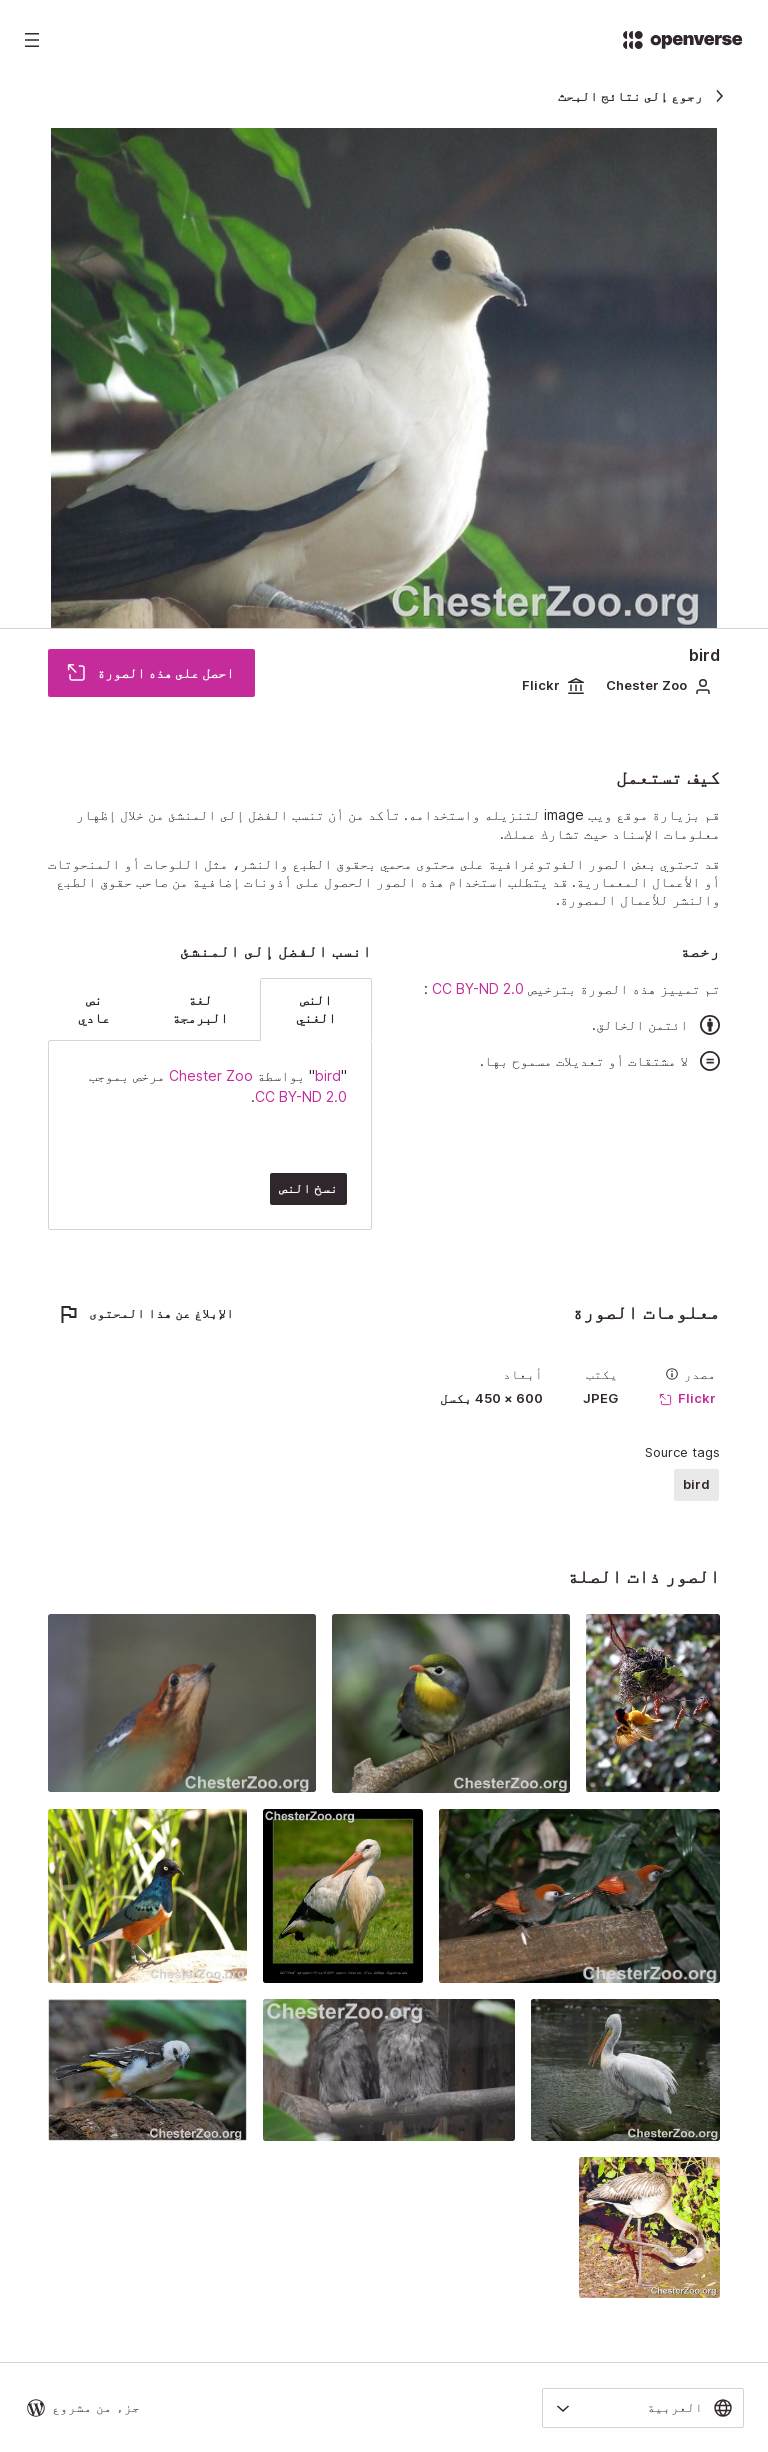 openverse
رجوع إلى نتائج البحث
ChesterZoo.org
bird
Chester Zoo
Flickr
احصل على هذه الصورة
كيف تستعمل
قم بزيارة موقع ويب image لتنزيله واستخدامه. تأكد من أن تنسب الفضل إلى المنشئ من خلال إظهار
معلومات الإسناد حيث تشارك عملك.
قد تحتوي بعض الصور الفوتوغرافية على محتوى محمي بحقوق الطبع والنشر، مثل اللوحات أو المنحوتات
أو الأعمال المعمارية. قد يتطلب استخدام هذه الصور الحصول على أذونات إضافية من صاحب حقوق الطبع
والنشر للأعمال المصورة.
رخصة
تم تمييز هذه الصورة بترخيص CC BY-ND 2.0 :
ائتمن الخالق.
لا مشتقات أو تعديلات مسموح بها.
انسب الفضل إلى المنشئ
النص
الغني
لغة
البرمجة
نص
عادي
"bird" بواسطة Chester Zoo مرخص بموجب
CC BY-ND 2.0.
نسخ النص
معلومات الصورة
الإبلاغ عن هذا المحتوى
مصدر
Flickr
يكتب
JPEG
أبعاد
600 × 450 بكسل
Source tags
bird
الصور ذات الصلة
ChesterZoo.org
ChesterZoo.org
ChesterZoo.org
ChesterZoo.org
ChesterZoo.org
ChesterZoo.org
ChesterZoo.org
ChesterZoo.org
ChesterZoo.org
العربية
جزء من مشروع